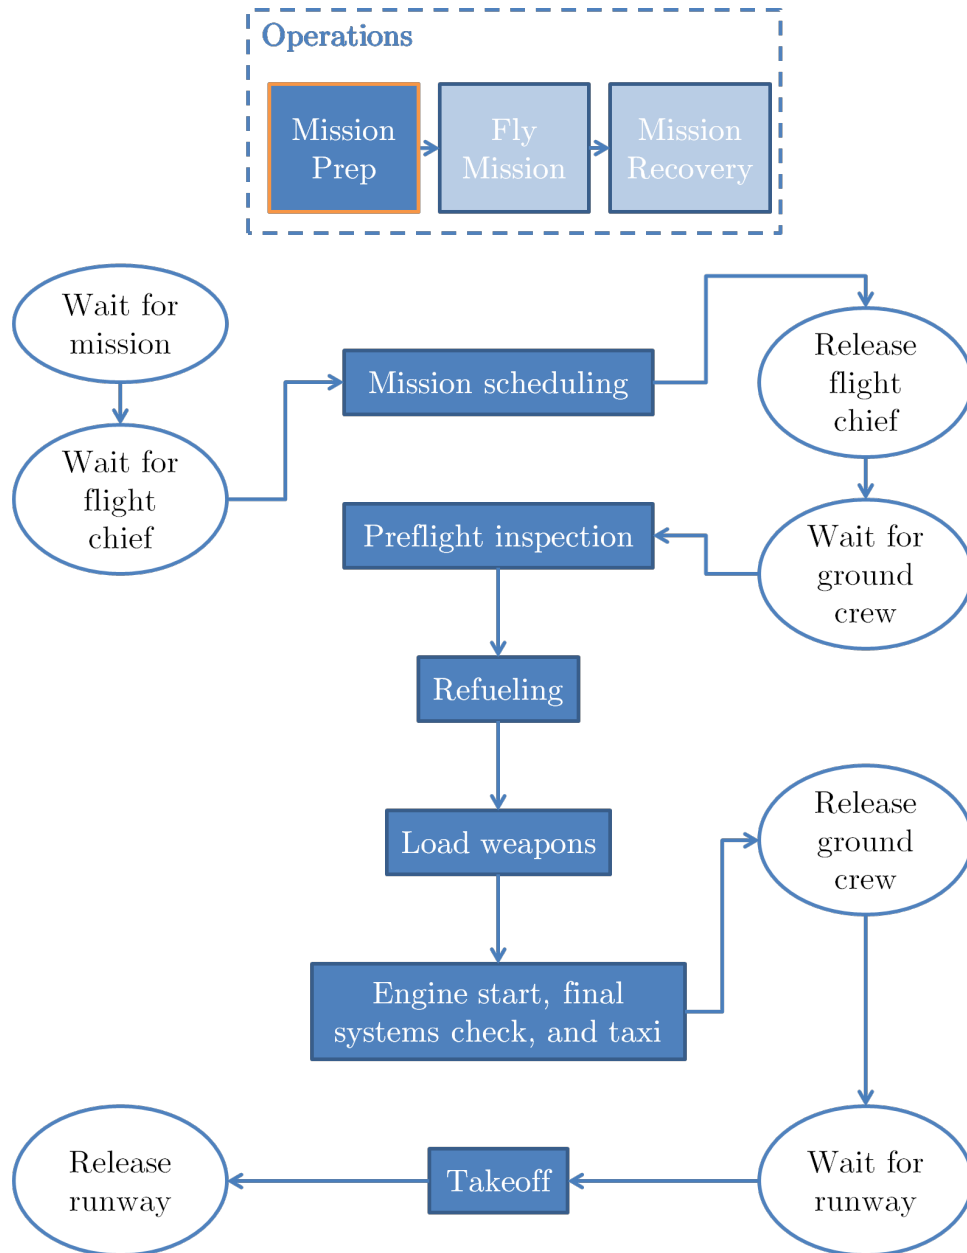 Operations
Mission
Prep
Fly
Mission
Mission
Recovery
Wait for
mission
Wait for
flight
chief
Mission scheduling
Release
flight
chief
Wait for
ground
crew
Preflight inspection
Refueling
Load weapons
Engine start, final
systems check, and taxi
Release
ground
crew
Wait for
runway
Takeoff
Release
runway